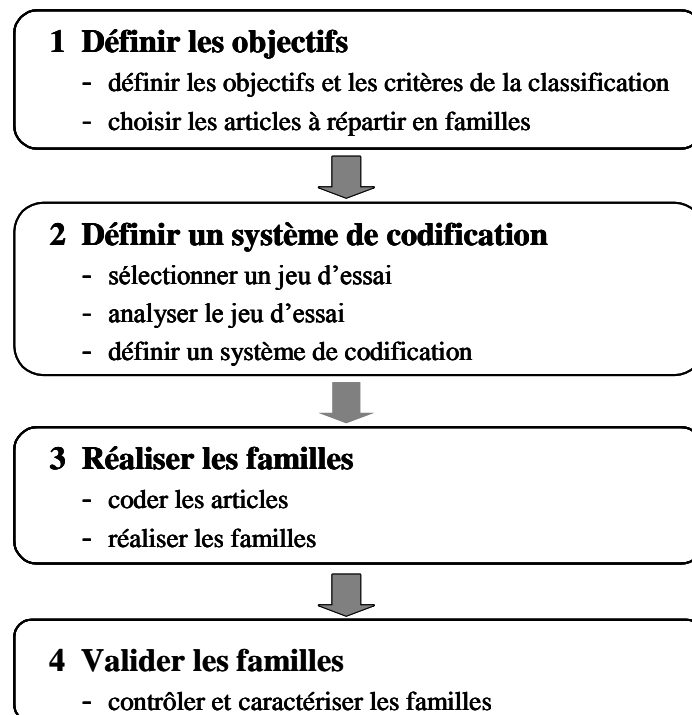 1 Définir les objectifs
- définir les objectifs et les critères de la classification
- choisir les articles à répartir en familles
2 Définir un système de codification
- sélectionner un jeu d'essai
- analyser le jeu d'essai
- définir un système de codification
3 Réaliser les familles
- coder les articles
- réaliser les familles
4 Valider les familles
- contrôler et caractériser les familles